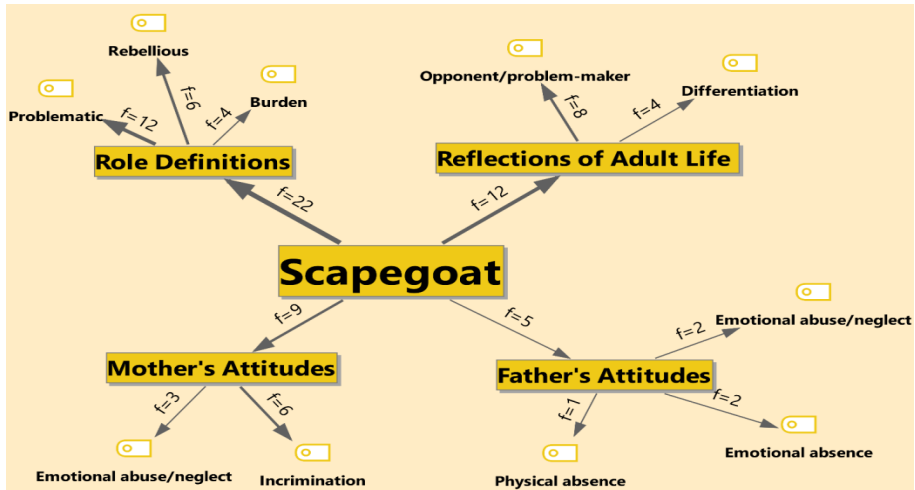 Rebellious
Opponent/problem-maker
Differentiation
Problematic
Burden
f=12
f=6
f=4
f=8
f=4
Role Definitions
Reflections of Adult Life
f=22
f=12
Scapegoat
f=9
f=5
Emotional abuse/neglect
f=2
Mother's Attitudes
Father's Attitudes
f=3
f=6
f=1
f=2
Emotional abuse/neglect
Incrimination
Physical absence
Emotional absence